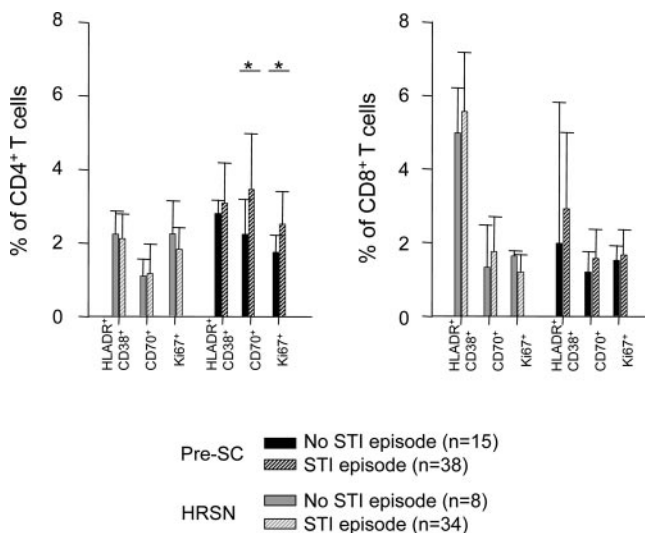 8
6
4
2
0
% of CD4⁺ T cells
* *
HLADR⁺
CD38⁺
CD70⁺
Ki67⁺
HLADR⁺
CD38⁺
CD70⁺
Ki67⁺
8
6
4
2
0
% of CD8⁺ T cells
HLADR⁺
CD38⁺
CD70⁺
Ki67⁺
HLADR⁺
CD38⁺
CD70⁺
Ki67⁺
Pre-SC
No STI episode (n=15)
STI episode (n=38)
HRSN
No STI episode (n=8)
STI episode (n=34)